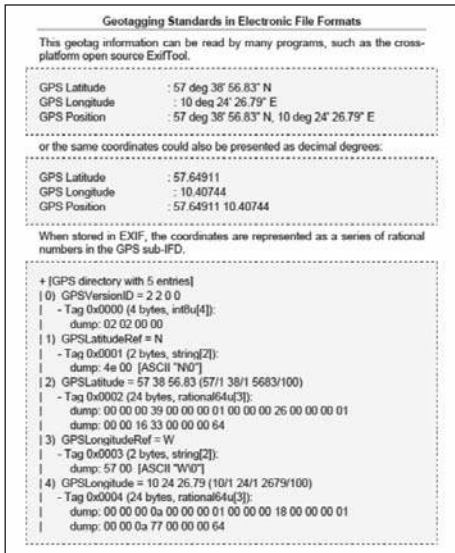 Geotagging Standards in Electronic File Formats
This geotag information can be read by many programs, such as the cross-
platform open source ExifTool.
GPS Latitude : 57 deg 38' 56.83" N
GPS Longitude : 10 deg 24' 26.79" E
GPS Position : 57 deg 38' 56.83" N, 10 deg 24' 26.79" E
or the same coordinates could also be presented as decimal degrees:
GPS Latitude : 57.64911
GPS Longitude : 10.40744
GPS Position : 57.64911 10.40744
When stored in EXIF, the coordinates are represented as a series of rational
numbers in the GPS sub-IFD.
+ [GPS directory with 5 entries]
| 0) GPSVersionID = 2 2 0 0
| - Tag 0x0000 (4 bytes, int8u[4]):
| dump: 02 02 00 00
| 1) GPSLatitudeRef = N
| - Tag 0x0001 (2 bytes, string[2]):
| dump: 4e 00 [ASCII "N\0"]
| 2) GPSLatitude = 57 38 56.83 (57/1 38/1 5683/100)
| - Tag 0x0002 (24 bytes, rational64u[3]):
| dump: 00 00 00 39 00 00 00 01 00 00 00 26 00 00 00 01
| dump: 00 00 16 33 00 00 00 64
| 3) GPSLongitudeRef = W
| - Tag 0x0003 (2 bytes, string[2]):
| dump: 57 00 [ASCII "W\0"]
| 4) GPSLongitude = 10 24 26.79 (10/1 24/1 2679/100)
| - Tag 0x0004 (24 bytes, rational64u[3]):
| dump: 00 00 00 0a 00 00 00 01 00 00 00 18 00 00 00 01
| dump: 00 00 0a 77 00 00 00 64